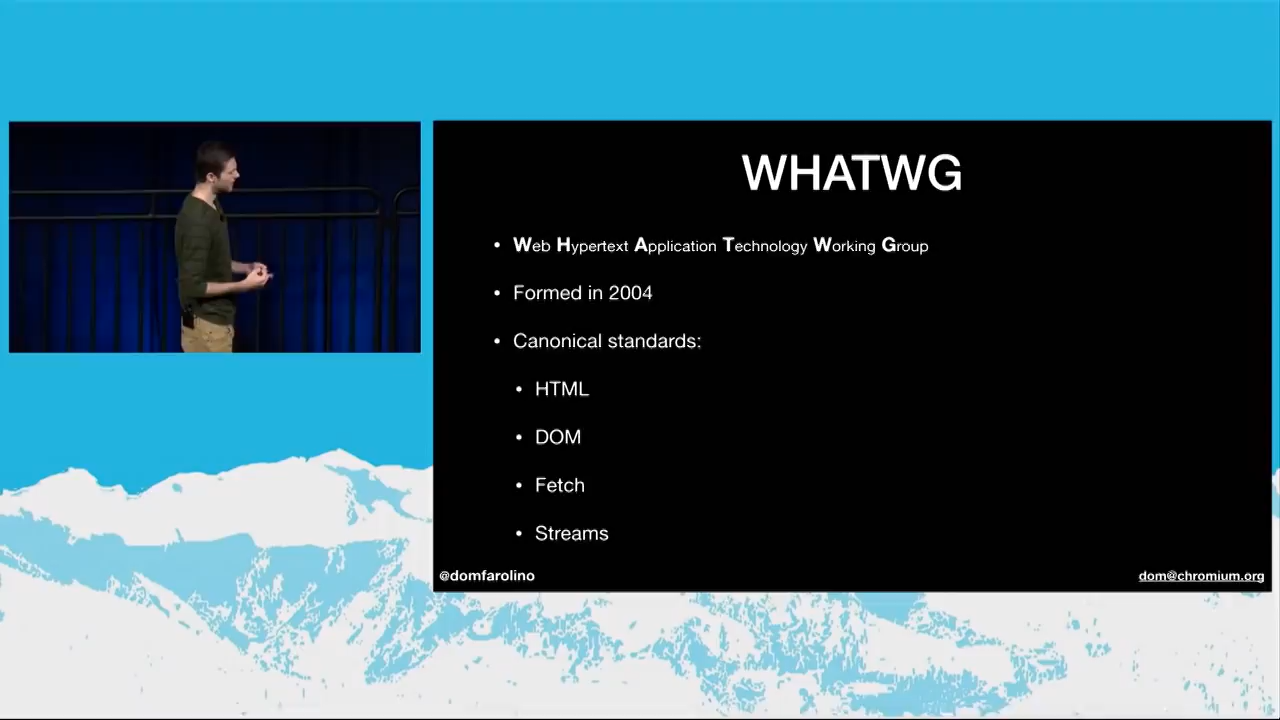 WHATWG
• Web Hypertext Application Technology Working Group
• Formed in 2004
• Canonical standards:
• HTML
• DOM
• Fetch
• Streams
@domfarolino
dom@chromium.org